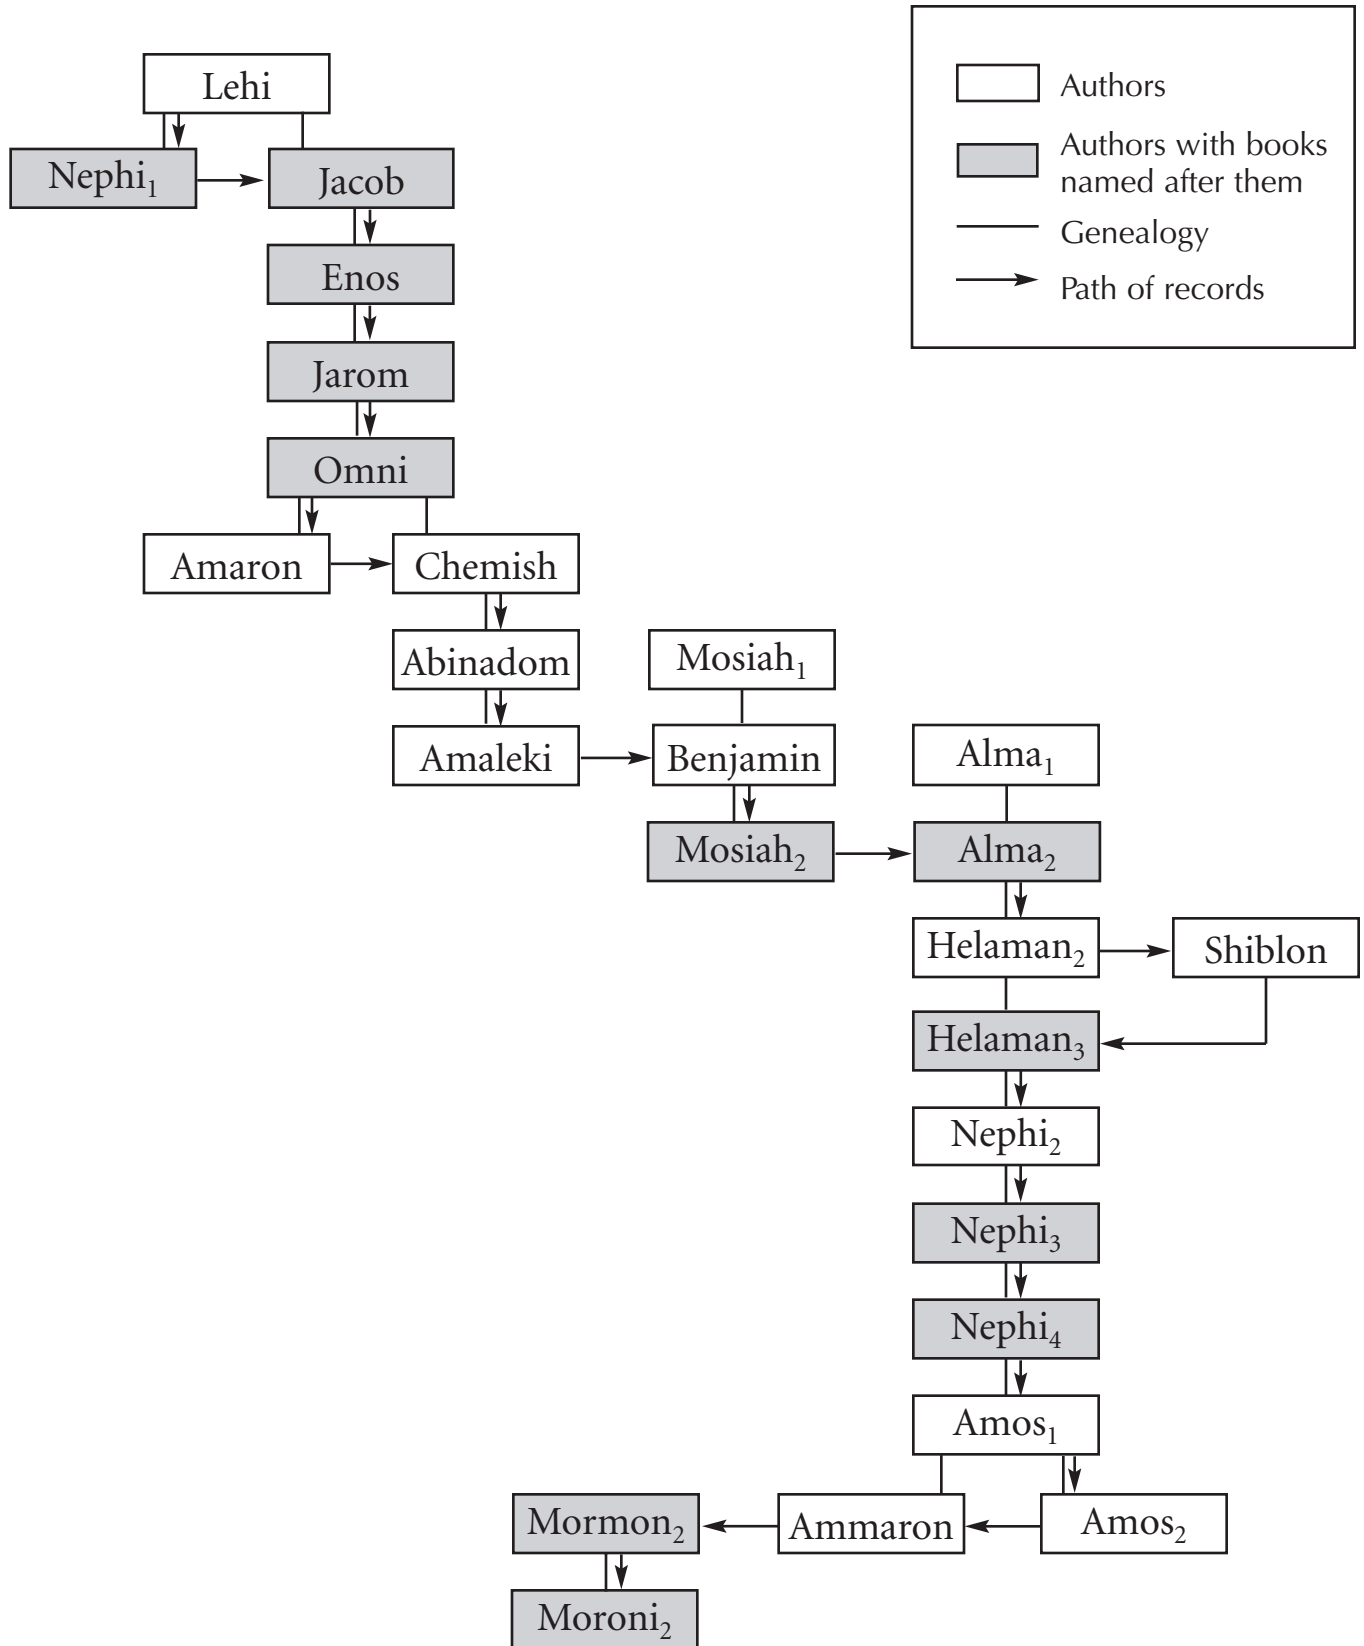 Lehi
Authors
Authors with books
named after them
Genealogy
Path of records
Nephi₁
Jacob
Enos
Jarom
Omni
Amaron
Chemish
Abinadom
Mosiah₁
Amaleki
Benjamin
Alma₁
Mosiah₂
Alma₂
Helaman₂
Shiblon
Helaman₃
Nephi₂
Nephi₃
Nephi₄
Amos₁
Mormon₂
Ammaron
Amos₂
Moroni₂